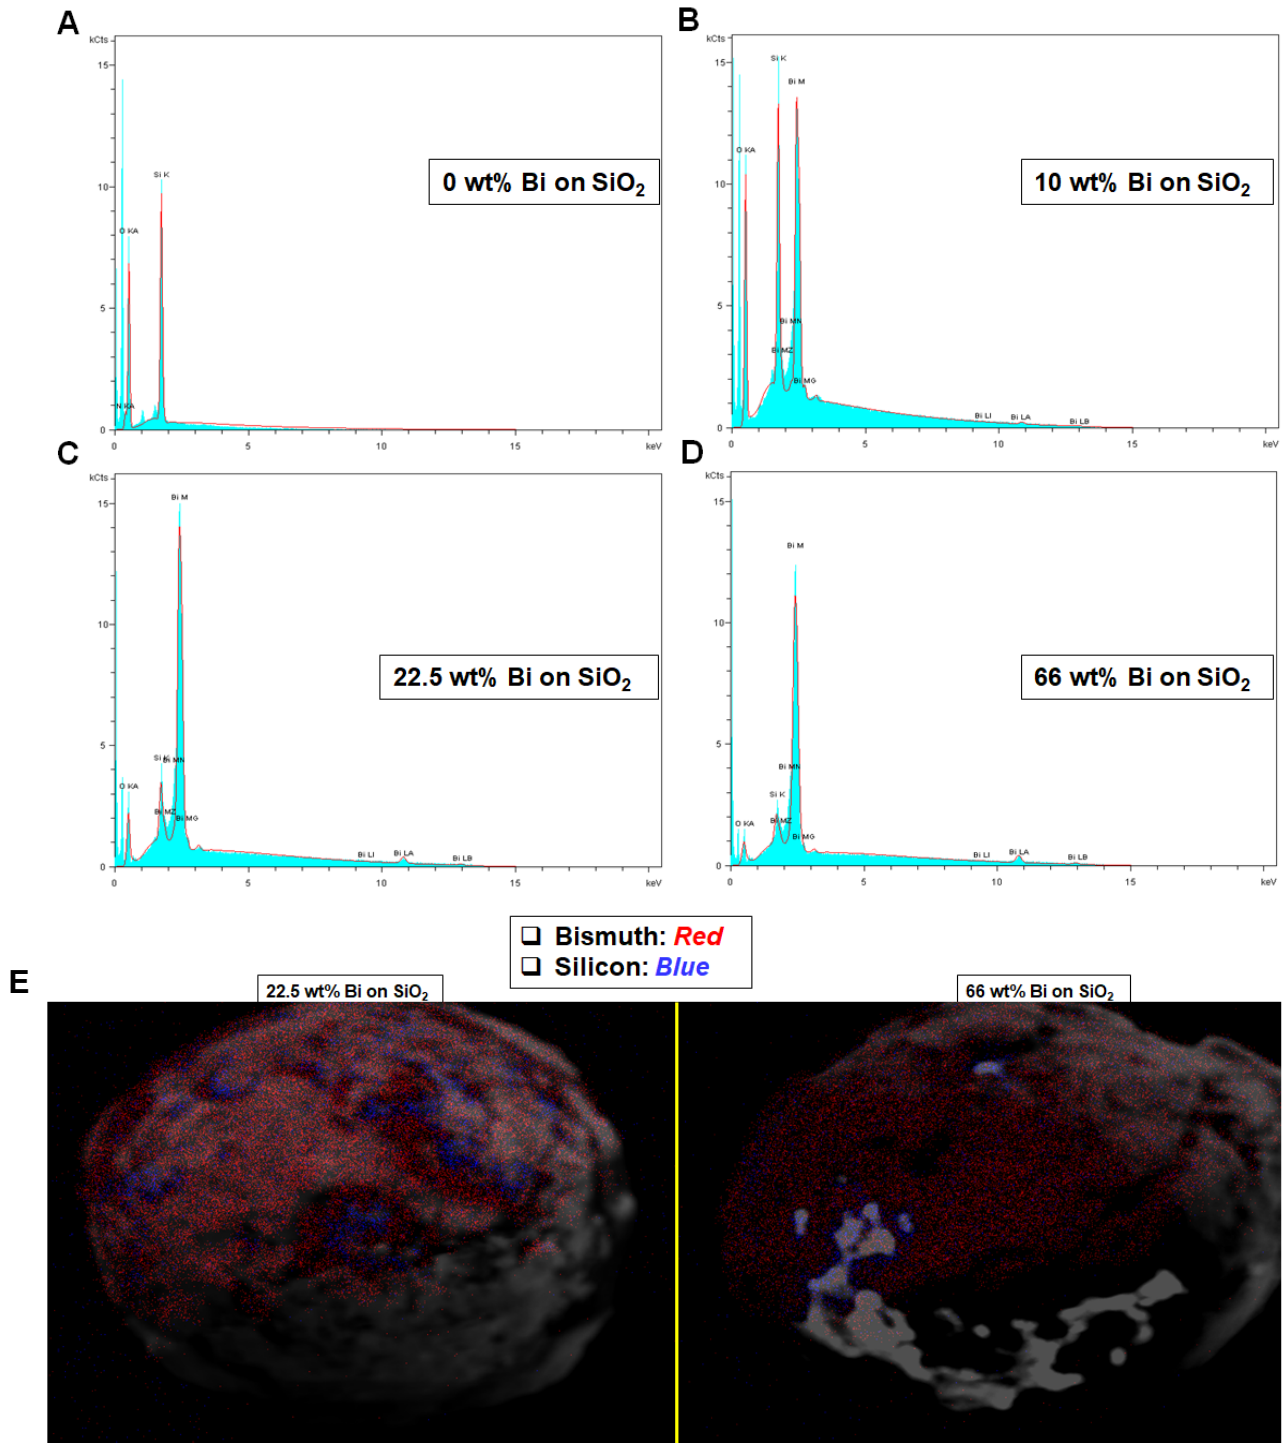 A
kCts
15
10
5
0
Si K
O KA
N KA
0 wt% Bi on SiO₂
0 5 10 15 keV
B
kCts
15
10
5
0
Si K
Bi M
O KA
Bi MN
Bi MZ
Bi MG
Bi LI Bi LA Bi LB
10 wt% Bi on SiO₂
0 5 10 15 keV
C
kCts
15
10
5
0
Bi M
Si K Bi MN
O KA
Bi MZ
Bi MG
Bi LI Bi LA Bi LB
22.5 wt% Bi on SiO₂
0 5 10 15 keV
D
kCts
15
10
5
0
Bi M
Bi MN
Si K
O KA
Bi MZ
Bi MG
Bi LI Bi LA Bi LB
66 wt% Bi on SiO₂
0 5 10 15 keV
❑ Bismuth: Red
❑ Silicon: Blue
E
22.5 wt% Bi on SiO₂
66 wt% Bi on SiO₂